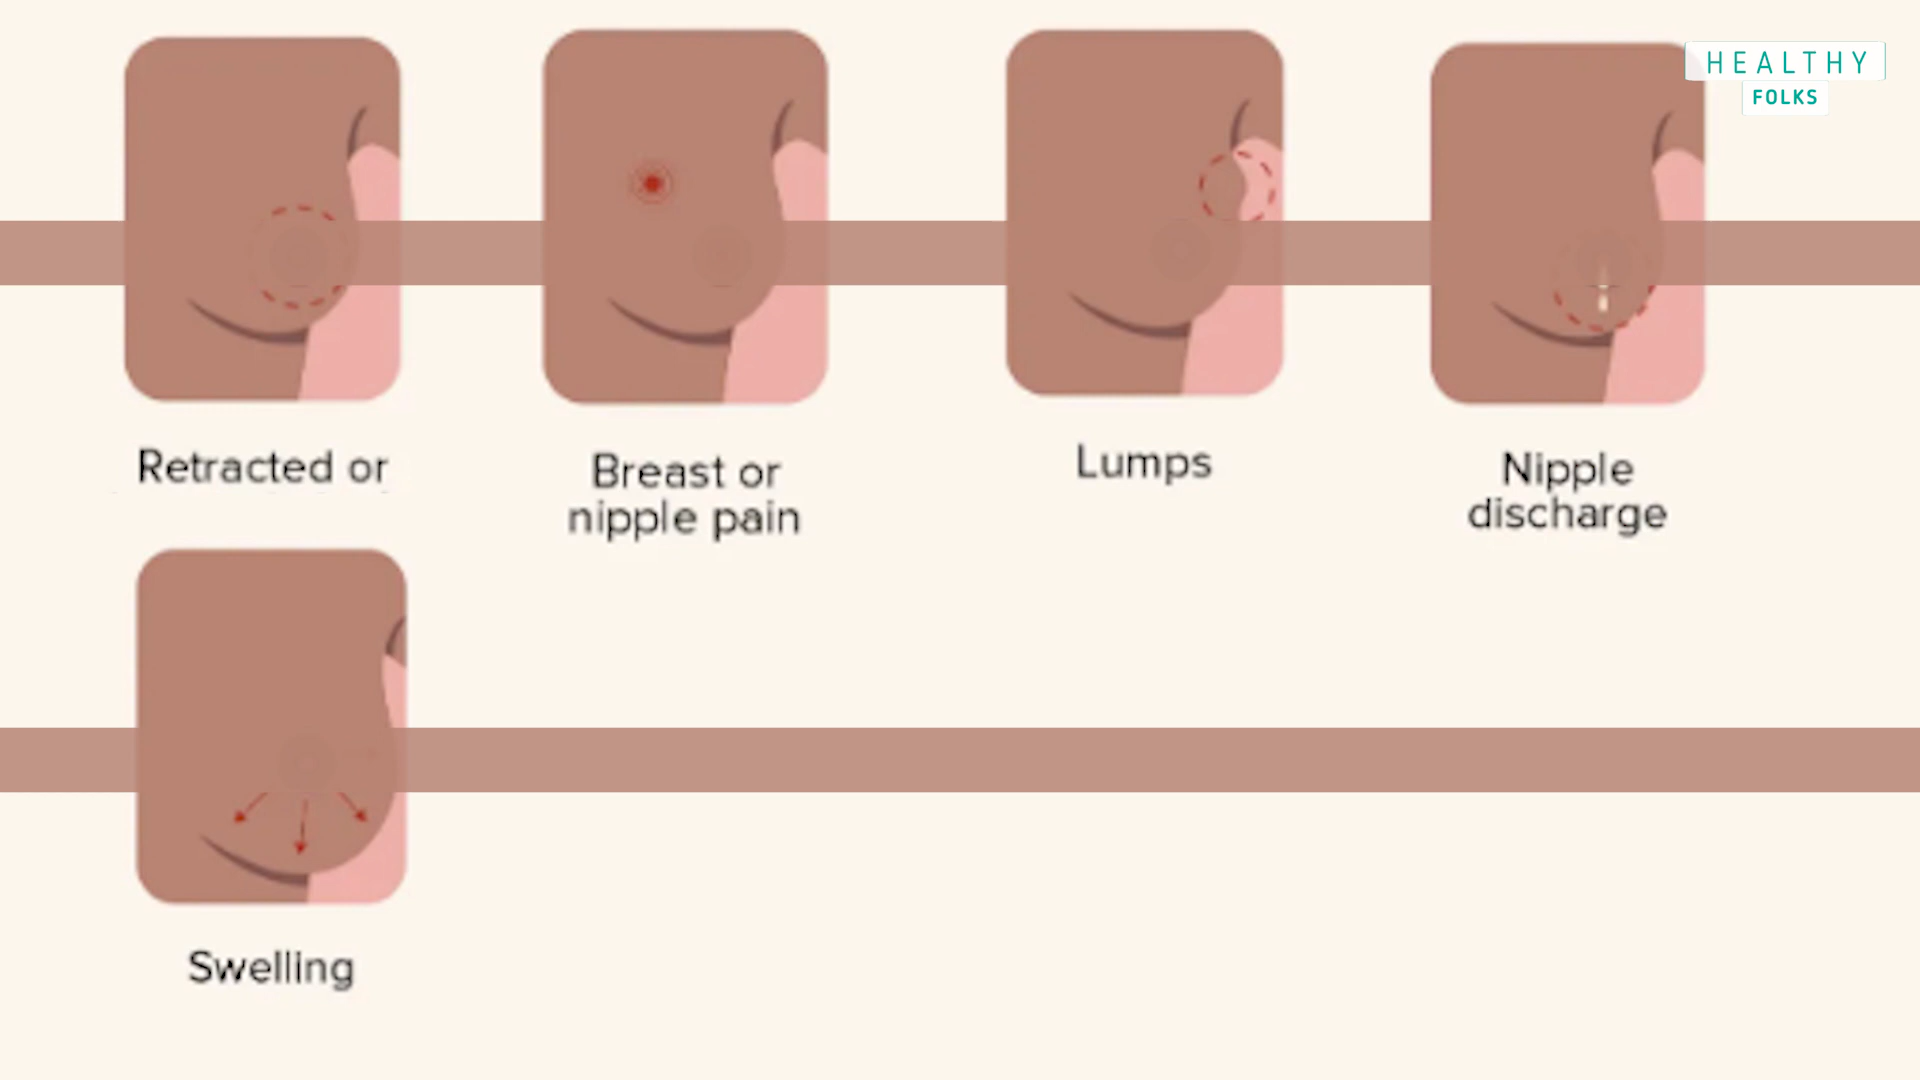 HEALTHY
FOLKS
Retracted or
Breast or
nipple pain
Lumps
Nipple
discharge
Swelling